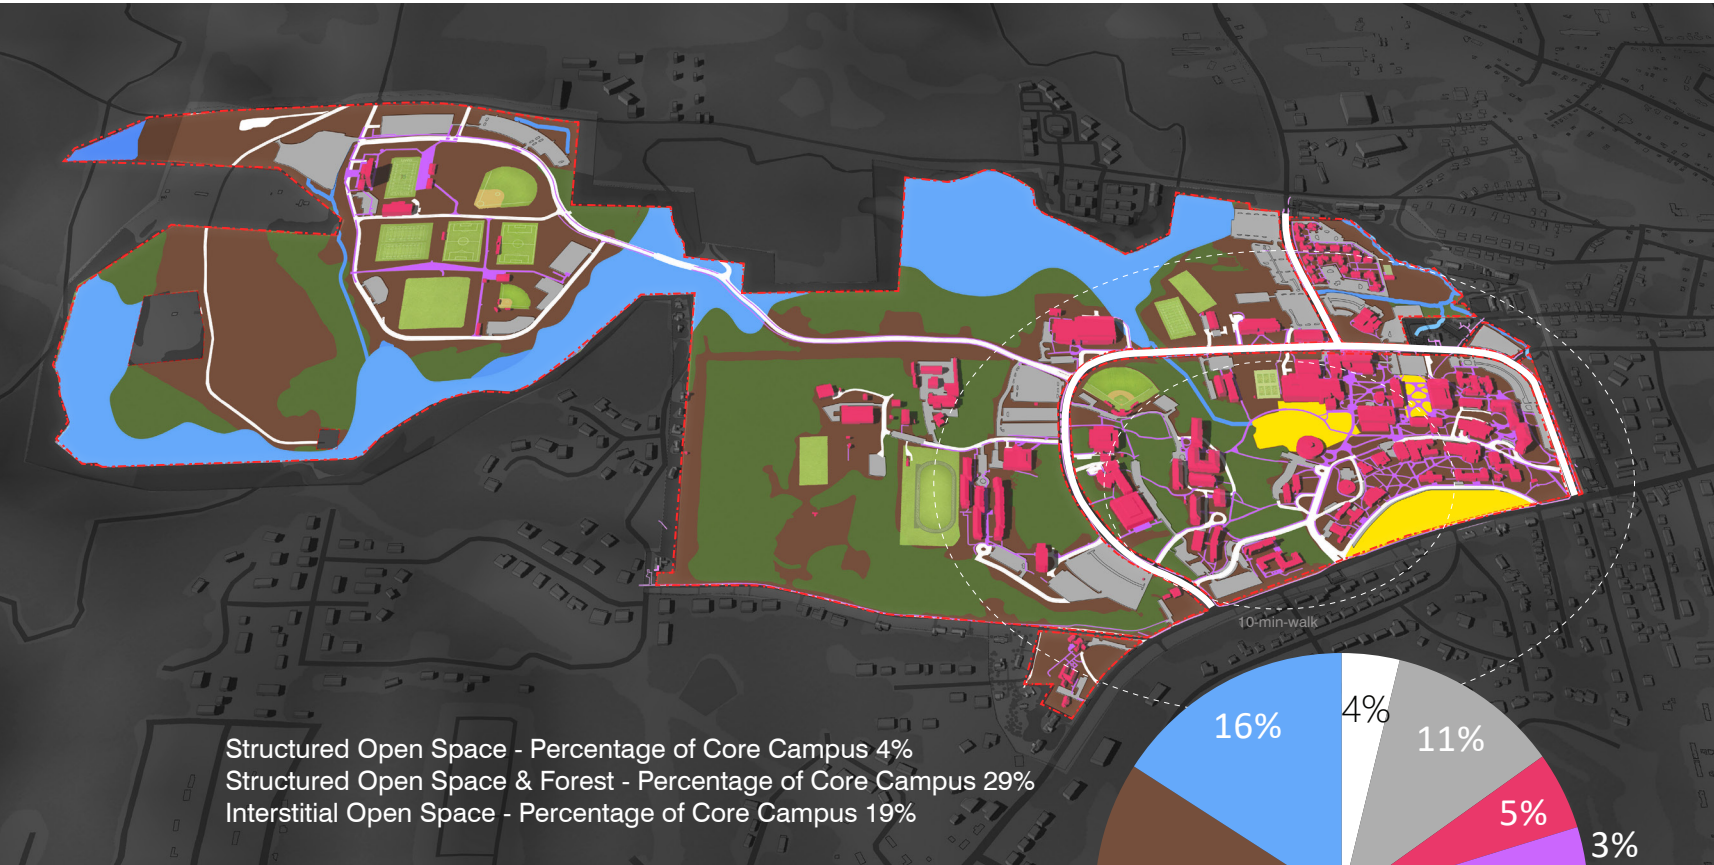 10-min-walk
4%
16%
11%
Structured Open Space - Percentage of Core Campus 4%
Structured Open Space & Forest - Percentage of Core Campus 29%
Interstitial Open Space - Percentage of Core Campus 19%
5%
3%